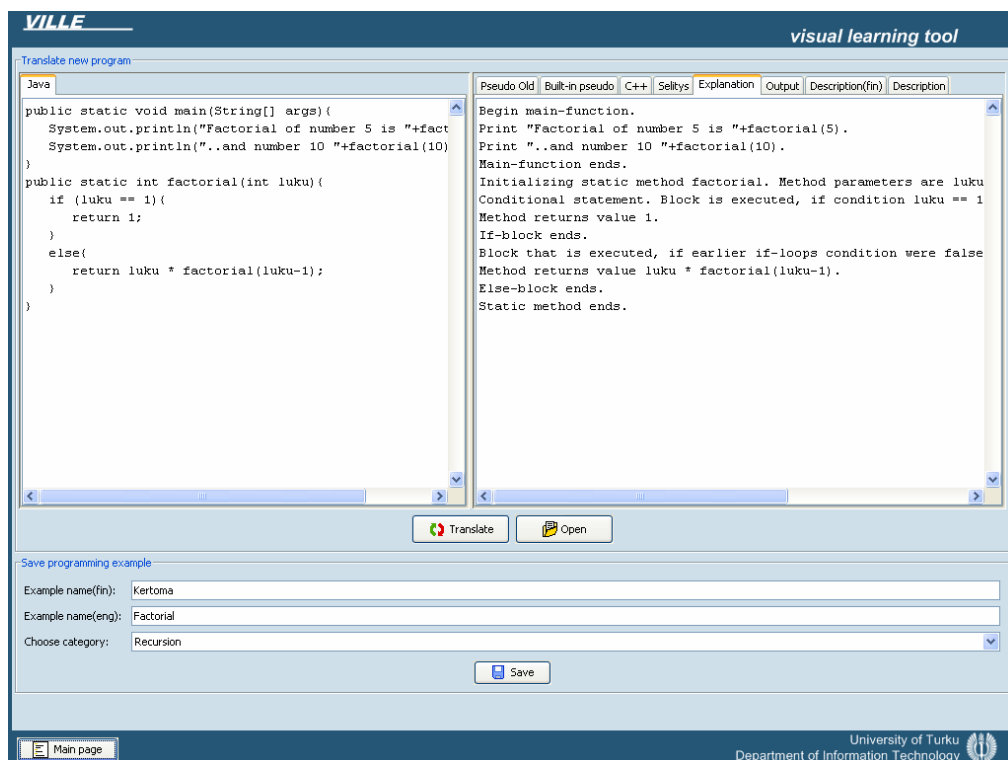 VILLE
visual learning tool
Translate new program
Java
public static void main(String[] args){
System.out.println("Factorial of number 5 is "+fact
System.out.println("..and number 10 "+factorial(10)
}
public static int factorial(int luku){
if (luku == 1){
return 1;
}
else{
return luku * factorial(luku-1);
}
}
Pseudo Old Built-in pseudo C++ Selitys Explanation Output Description(fin) Description
Begin main-function.
Print "Factorial of number 5 is "+factorial(5).
Print "..and number 10 "+factorial(10).
Main-function ends.
Initializing static method factorial. Method parameters are luku
Conditional statement. Block is executed, if condition luku == 1
Method returns value 1.
If-block ends.
Block that is executed, if earlier if-loops condition were false
Method returns value luku * factorial(luku-1).
Else-block ends.
Static method ends.
Translate Open
Save programming example
Example name(fin): Kertoma
Example name(eng): Factorial
Choose category: Recursion
Save
Main page
University of Turku
Department of Information Technology